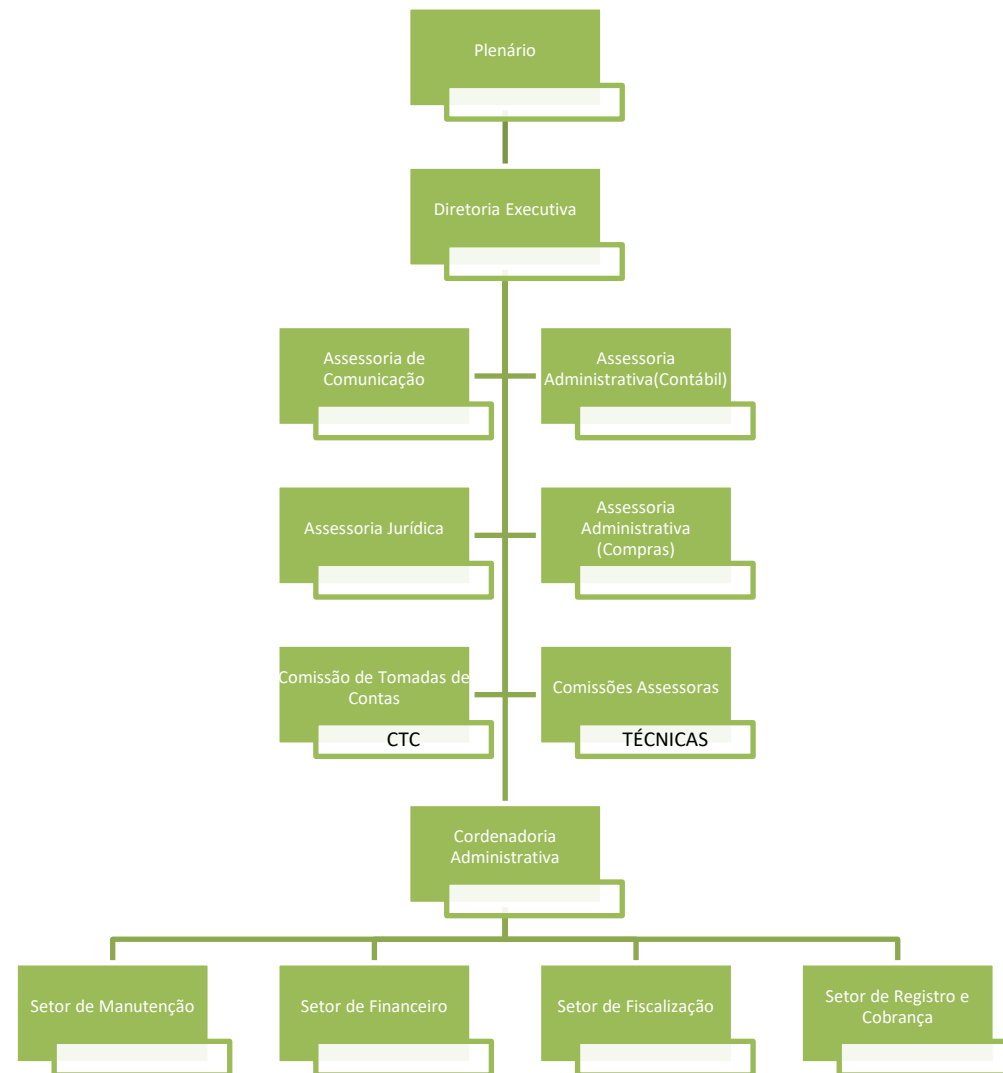 Plenário
Diretoria Executiva
Assessoria de
Comunicação
Assessoria
Administrativa(Contábil)
Assessoria Jurídica
Assessoria
Administrativa
(Compras)
Comissão de Tomadas de
Contas
CTC
Comissões Assessoras
TÉCNICAS
Cordenadoria
Administrativa
Setor de Manutenção
Setor de Financeiro
Setor de Fiscalização
Setor de Registro e
Cobrança